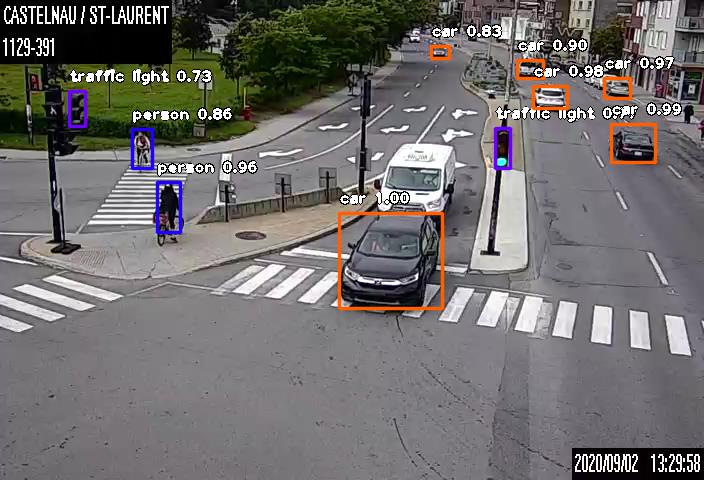 CASTELNAU / ST-LAURENT
1129-391
car 0.83
car 0.90
car 0.98
car 0.97
traffic light 0.73
traffic light
car 0.99
person 0.86
person 0.96
car 1.00
2020/09/02 13:29:58